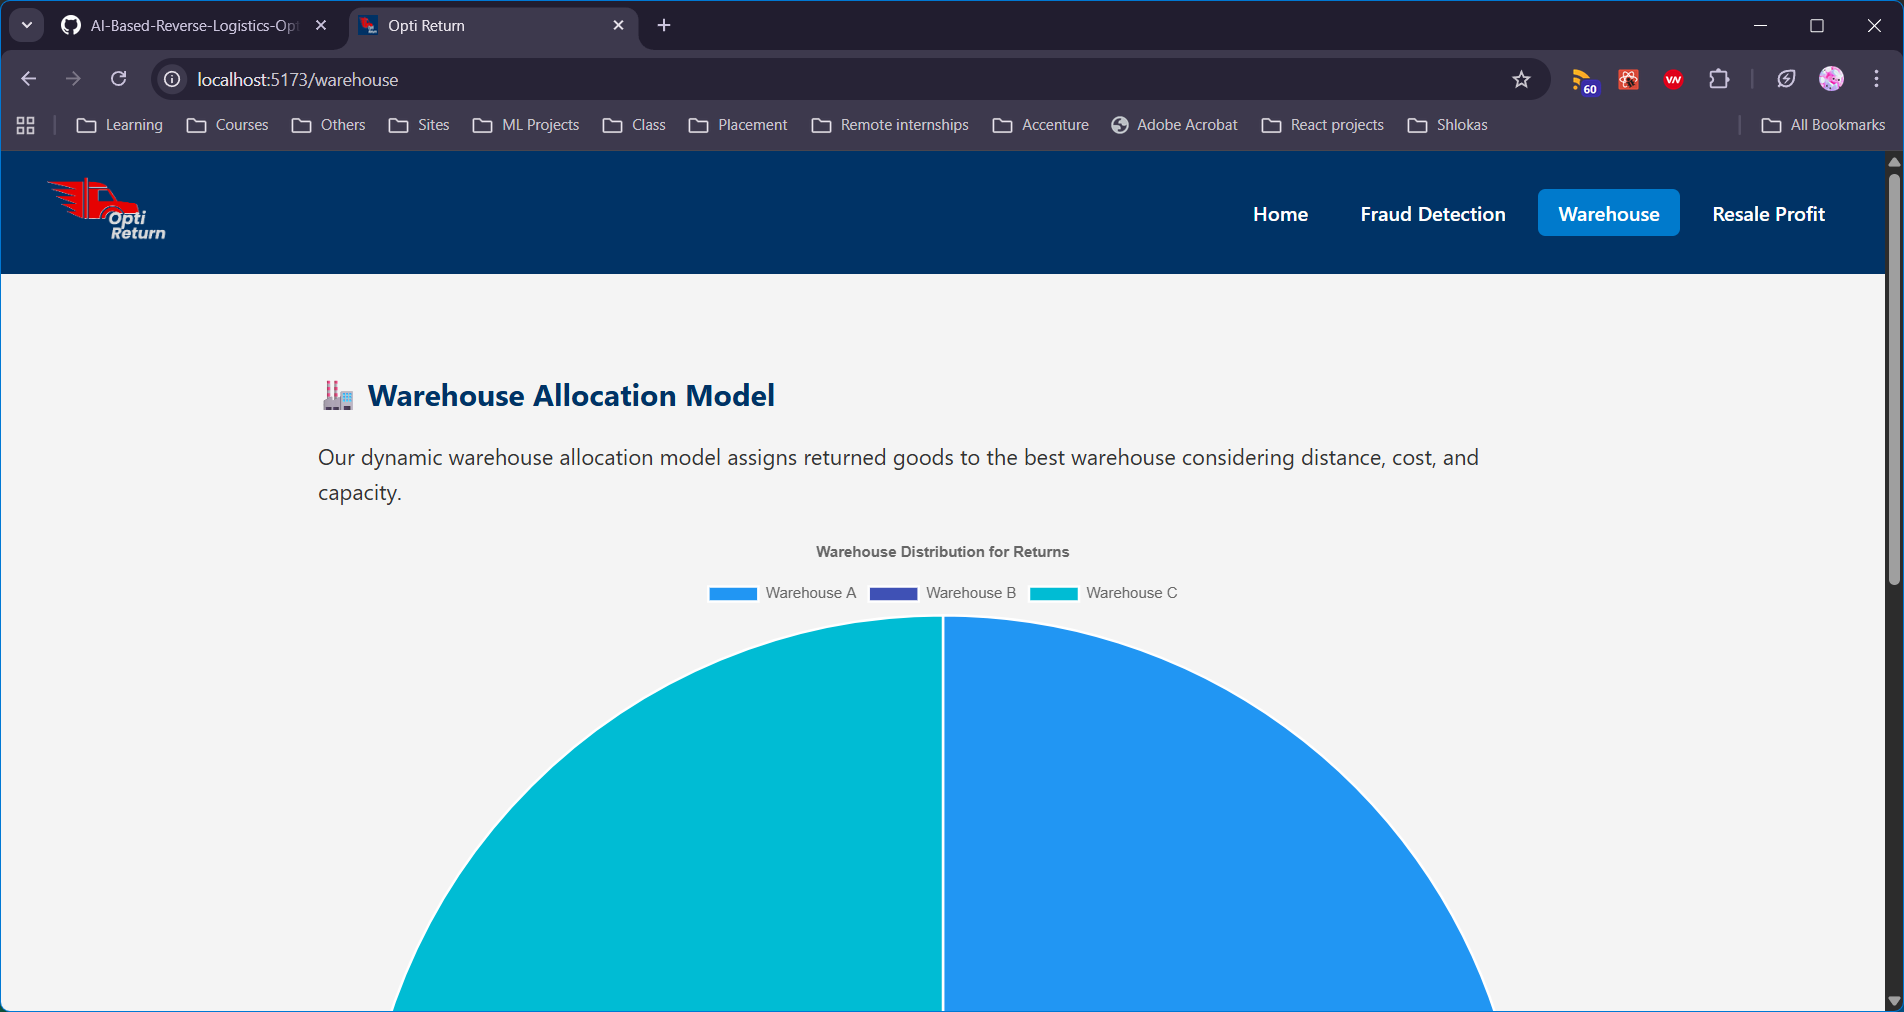 AI-Based-Reverse-Logistics-Opt
Opti Return
localhost:5173/warehouse
60
VN
Learning
Courses
Others
Sites
ML Projects
Class
Placement
Remote internships
Accenture
Adobe Acrobat
React projects
Shlokas
All Bookmarks
Opti
Return
Home
Fraud Detection
Warehouse
Resale Profit
Warehouse Allocation Model
Our dynamic warehouse allocation model assigns returned goods to the best warehouse considering distance, cost, and
capacity.
Warehouse Distribution for Returns
Warehouse A
Warehouse B
Warehouse C